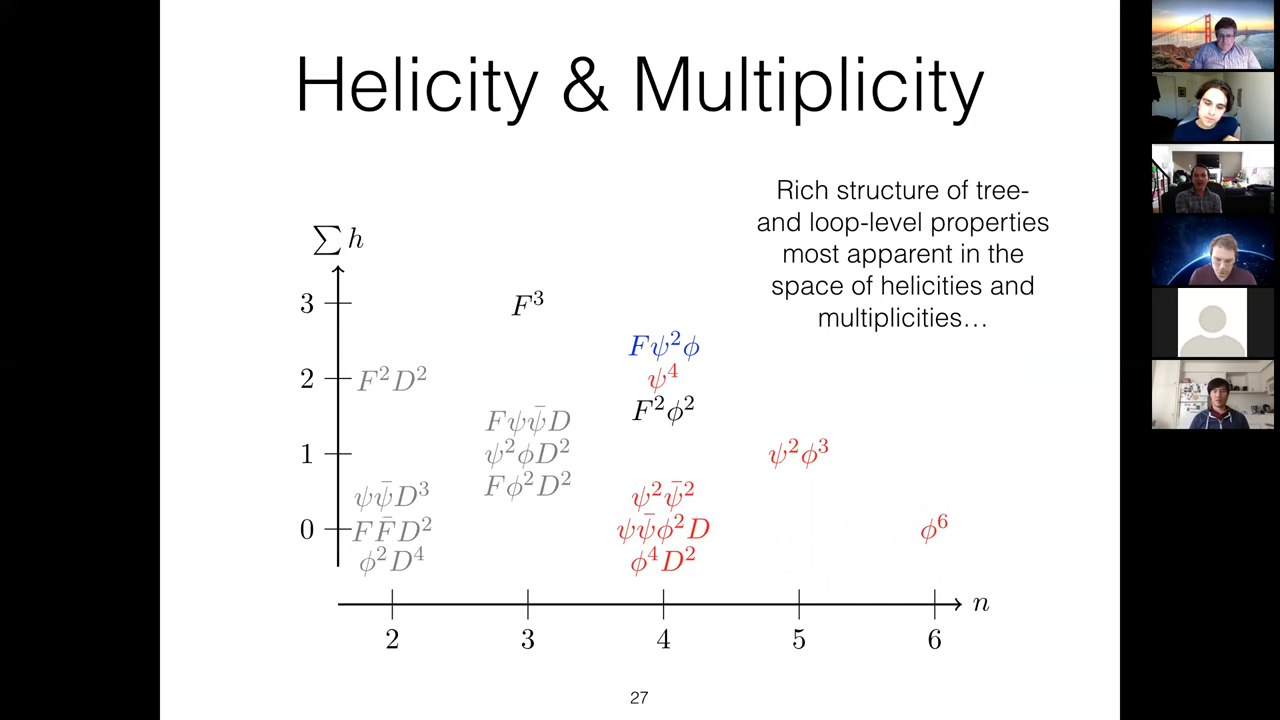 Helicity & Multiplicity
Rich structure of tree-
and loop-level properties
most apparent in the
space of helicities and
multiplicities…
∑ h
3
F³
Fψ²ϕ
2
F²D²
ψ⁴
F²ϕ²
Fψψ̄D
1
ψ²ϕD²
ψ²ϕ³
Fϕ²D²
ψψ̄D³
ψ²ψ̄²
0
FF̄D²
ψψ̄ϕ²D
ϕ⁶
ϕ²D⁴
ϕ⁴D²
n
2 3 4 5 6
27